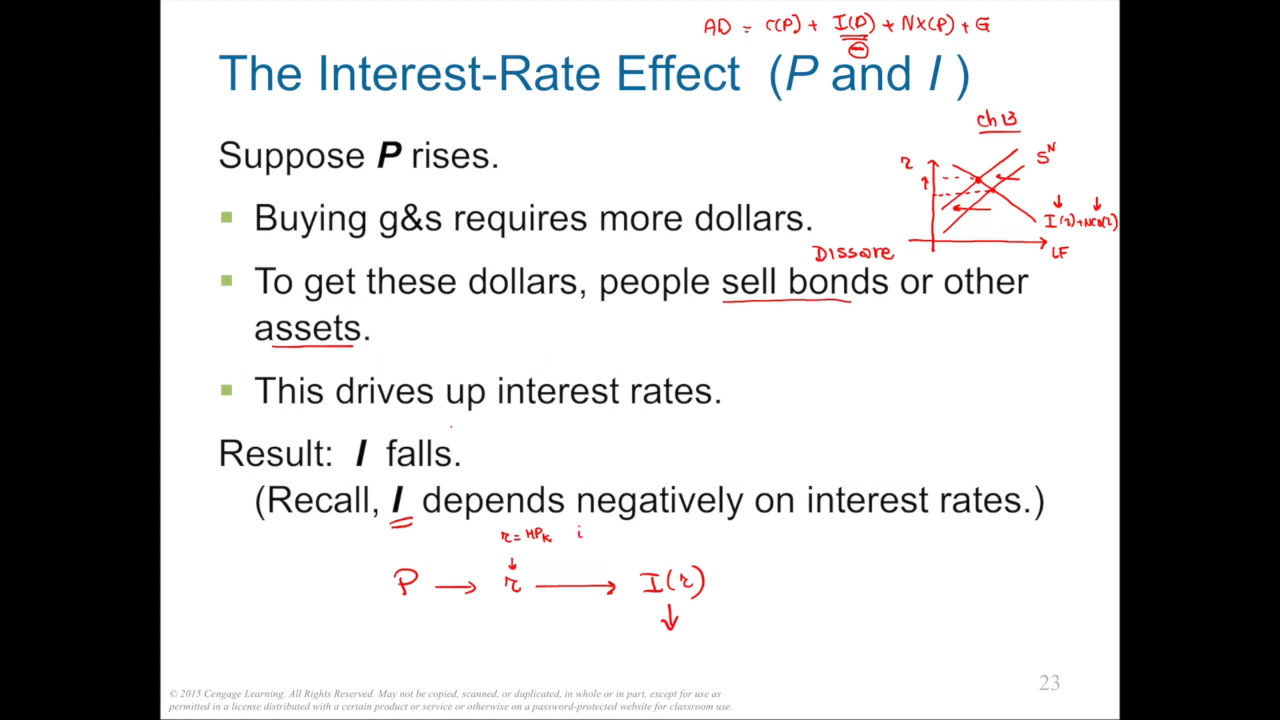 AD = C(P) + I(P) + NX(P) + G
⊖
The Interest-Rate Effect (P and I )
Ch 13
Suppose P rises.
r
S^N
Buying g&s requires more dollars.
I(r)+NCO(r)
Dissave
LF
To get these dollars, people sell bonds or other
assets.
This drives up interest rates.
Result: I falls.
(Recall, I depends negatively on interest rates.)
r = MPk i
P → r → I(r)
↓
© 2015 Cengage Learning. All Rights Reserved. May not be copied, scanned, or duplicated, in whole or in part, except for use as
permitted in a license distributed with a certain product or service or otherwise on a password-protected website for classroom use.
23